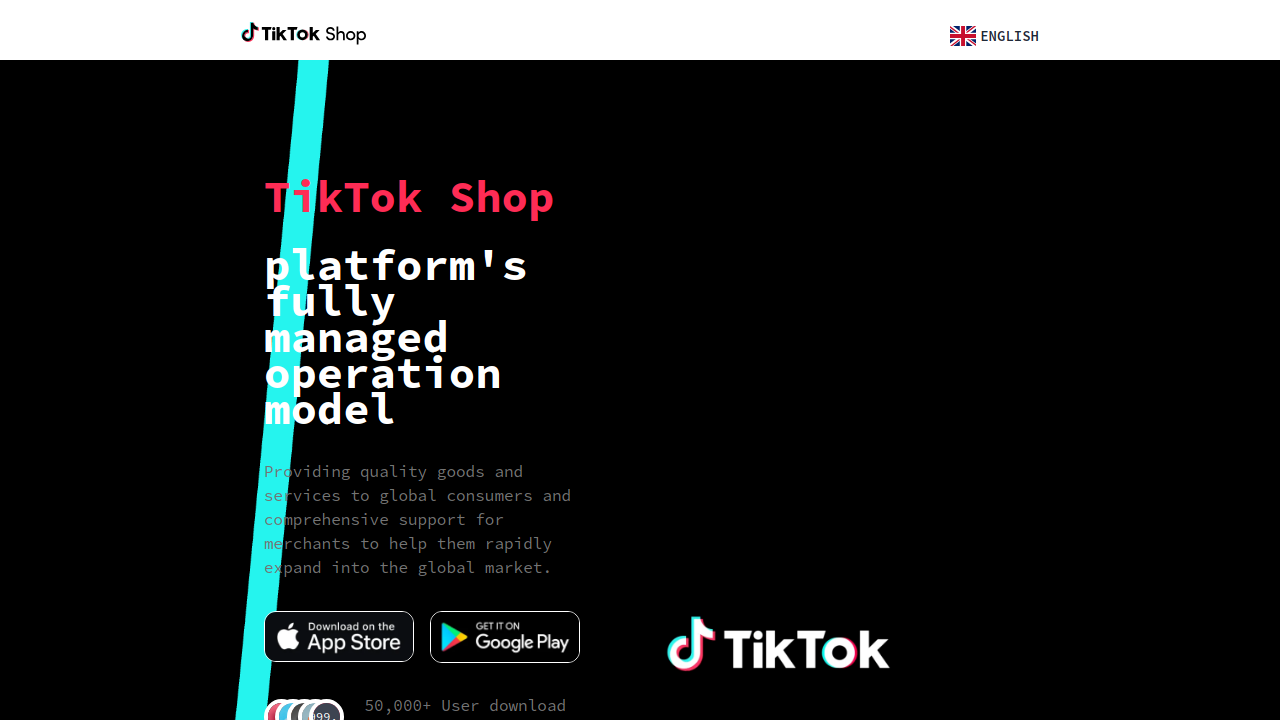 TikTok Shop
ENGLISH
TikTok Shop
platform's
fully
managed
operation
model
Providing quality goods and
services to global consumers and
comprehensive support for
merchants to help them rapidly
expand into the global market.
Download on the
App Store
GET IT ON
Google Play
TikTok
50,000+ User download